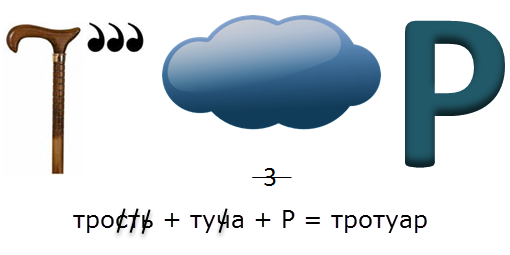 ❟❟❟ Р
3
трость + туча + Р = тротуар